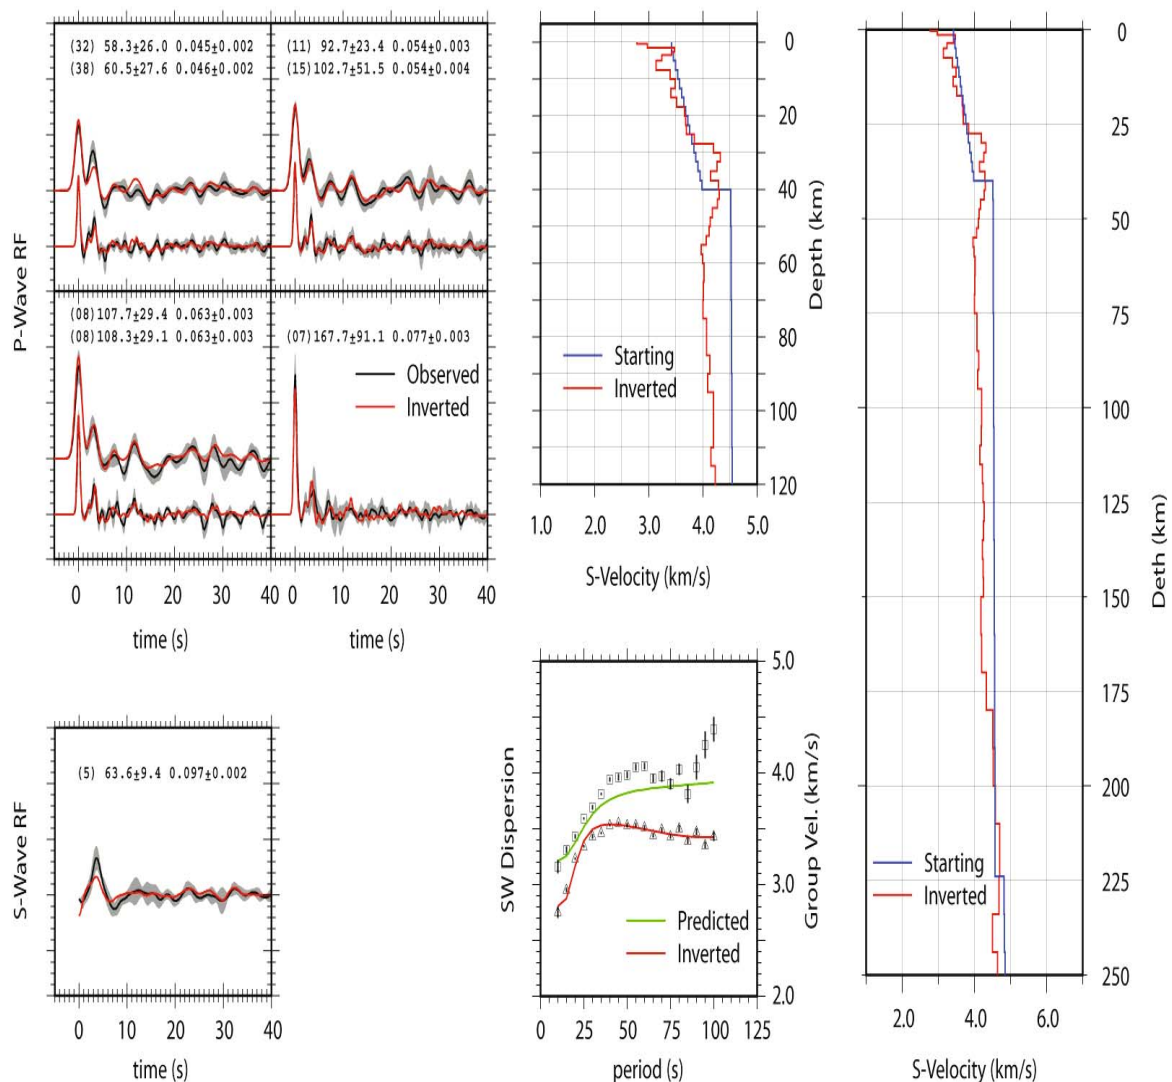 (32) 58.3±26.0 0.045±0.002
(38) 60.5±27.6 0.046±0.002
(11) 92.7±23.4 0.054±0.003
(15)102.7±51.5 0.054±0.004
(08)107.7±29.4 0.063±0.003
(08)108.3±29.1 0.063±0.003
(07)167.7±91.1 0.077±0.003
Observed
Inverted
P-Wave RF
0 10 20 30 40
0 10 20 30 40
time (s)
time (s)
0
20
40
60
80
100
120
Depth (km)
Starting
Inverted
1.0 2.0 3.0 4.0 5.0
S-Velocity (km/s)
(5) 63.6±9.4 0.097±0.002
S-Wave RF
0 10 20 30 40
time (s)
SW Dispersion
5.0
4.0
3.0
2.0
Group Vel. (km/s)
Predicted
Inverted
0 25 50 75 100 125
period (s)
0
25
50
75
100
125
150
175
200
225
250
Deth (km)
Starting
Inverted
2.0 4.0 6.0
S-Velocity (km/s)